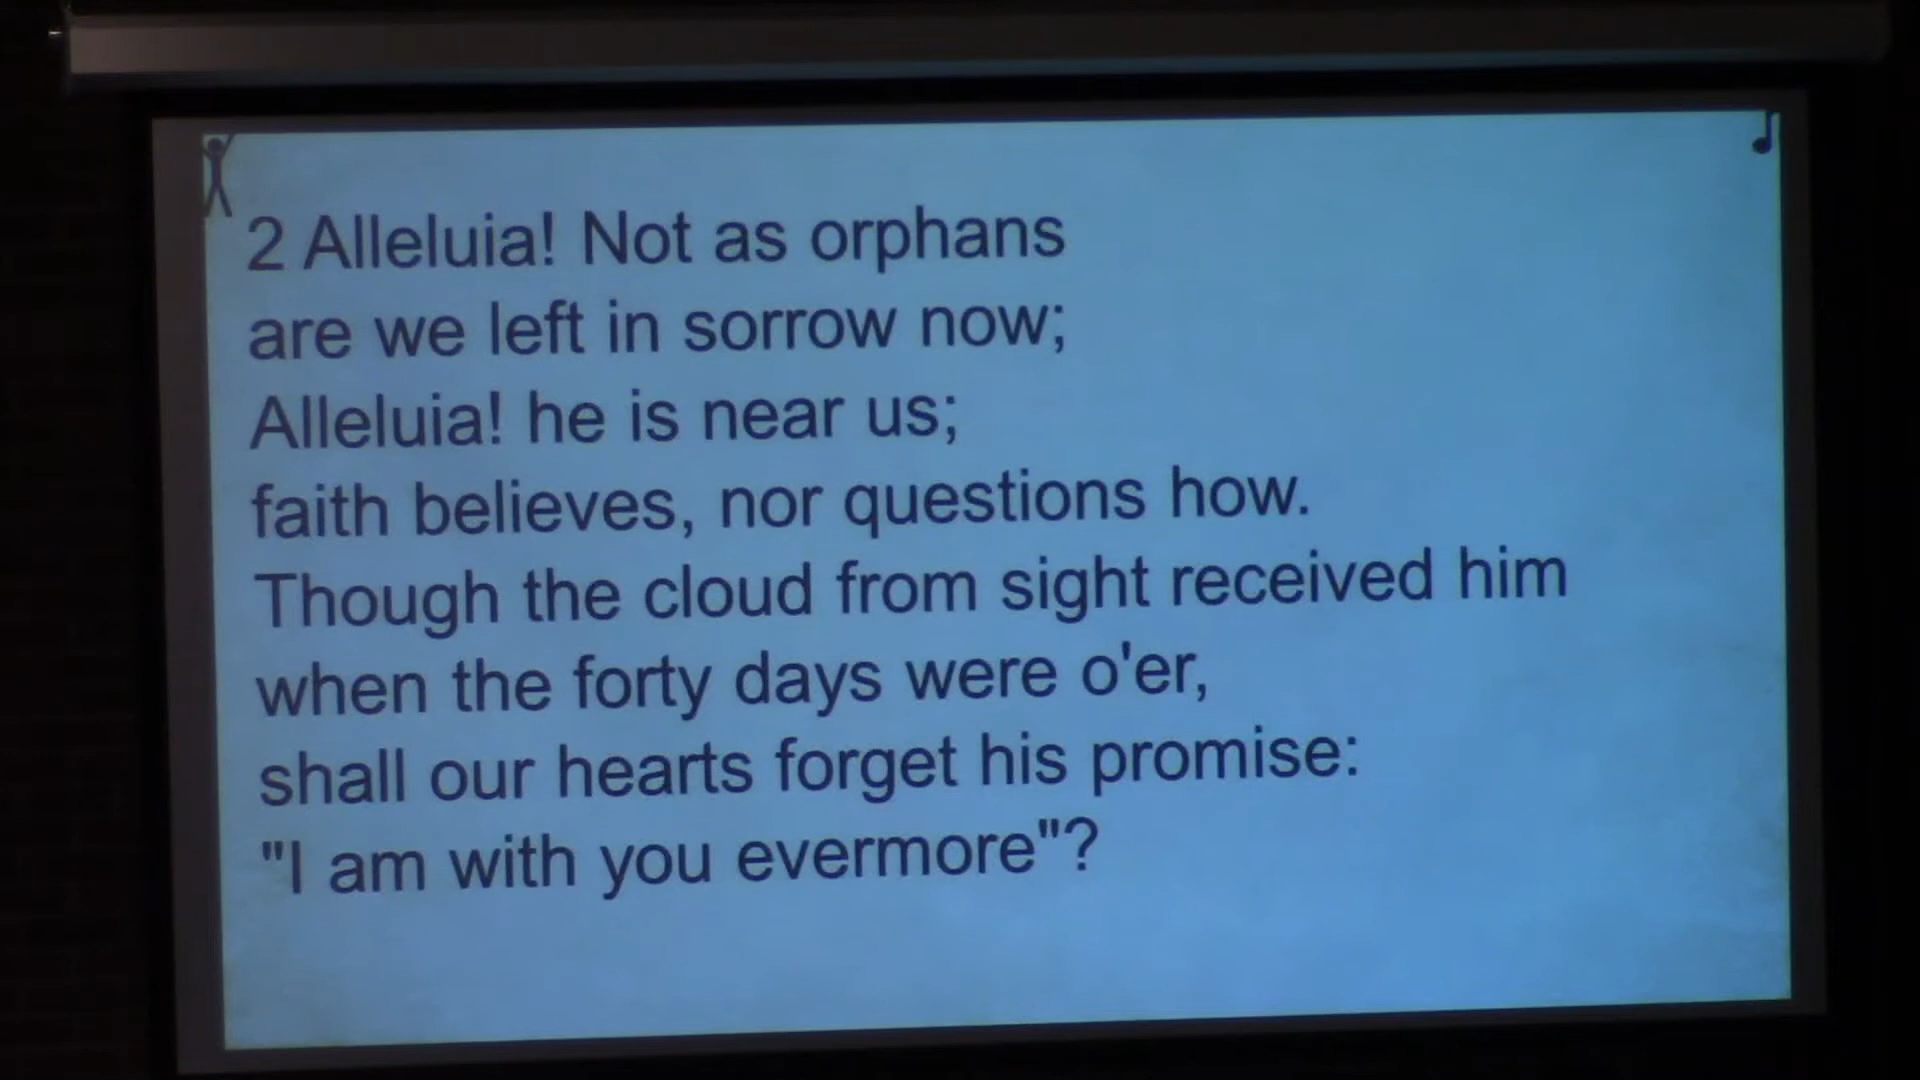 2 Alleluia! Not as orphans
are we left in sorrow now;
Alleluia! he is near us;
faith believes, nor questions how.
Though the cloud from sight received him
when the forty days were o'er,
shall our hearts forget his promise:
"I am with you evermore"?